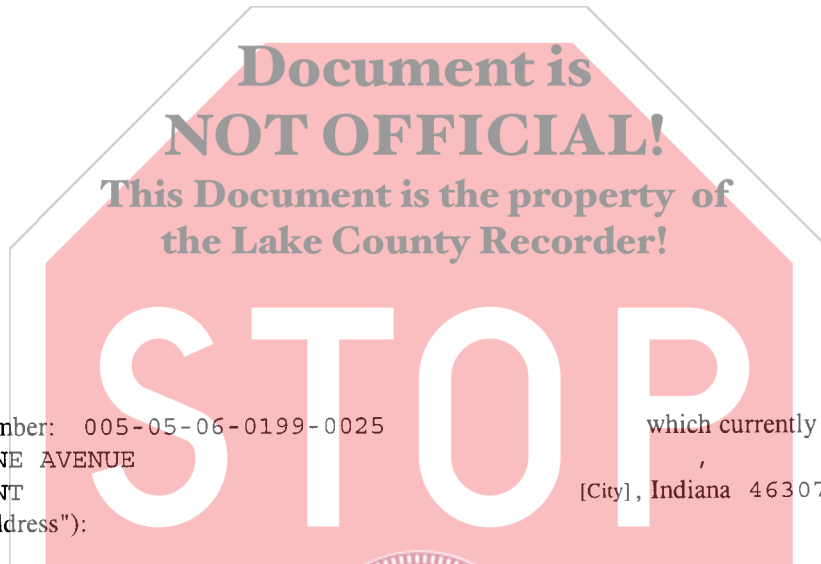 Document is
NOT OFFICIAL!
This Document is the property of
the Lake County Recorder!
STOP
mber: 005-05-06-0199-0025 which currently
NE AVENUE ,
NT [City], Indiana 46307
ddress"):